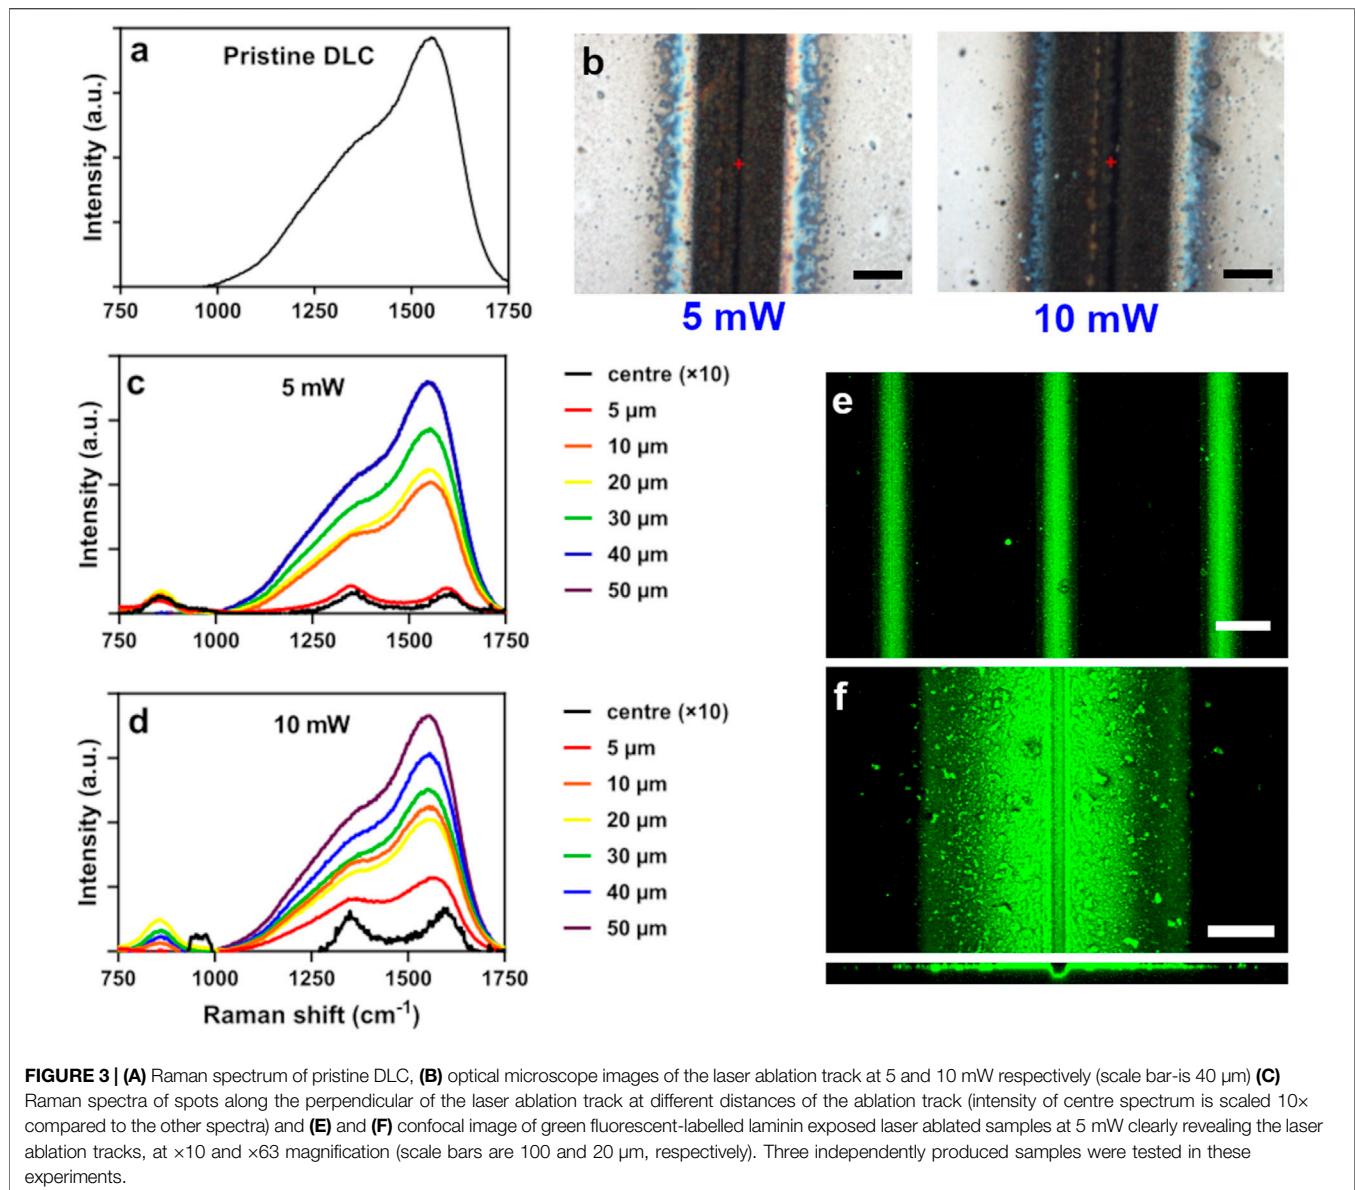 a
Pristine DLC
Intensity (a.u.)
750 1000 1250 1500 1750
b
5 mW
10 mW
c
5 mW
Intensity (a.u.)
750 1000 1250 1500 1750
centre (×10)
5 µm
10 µm
20 µm
30 µm
40 µm
50 µm
d
10 mW
Intensity (a.u.)
750 1000 1250 1500 1750
Raman shift (cm⁻¹)
centre (×10)
5 µm
10 µm
20 µm
30 µm
40 µm
50 µm
e
f
FIGURE 3 | (A) Raman spectrum of pristine DLC, (B) optical microscope images of the laser ablation track at 5 and 10 mW respectively (scale bar-is 40 µm) (C)
Raman spectra of spots along the perpendicular of the laser ablation track at different distances of the ablation track (intensity of centre spectrum is scaled 10×
compared to the other spectra) and (E) and (F) confocal image of green fluorescent-labelled laminin exposed laser ablated samples at 5 mW clearly revealing the laser
ablation tracks, at ×10 and ×63 magnification (scale bars are 100 and 20 µm, respectively). Three independently produced samples were tested in these
experiments.